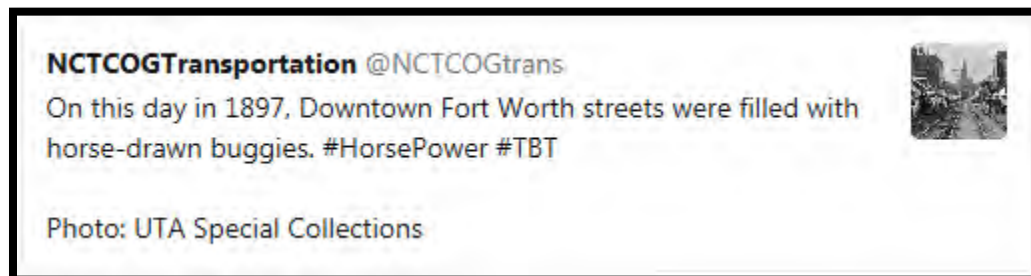 NCTCOGTransportation @NCTCOGtrans
On this day in 1897, Downtown Fort Worth streets were filled with
horse-drawn buggies. #HorsePower #TBT
Photo: UTA Special Collections